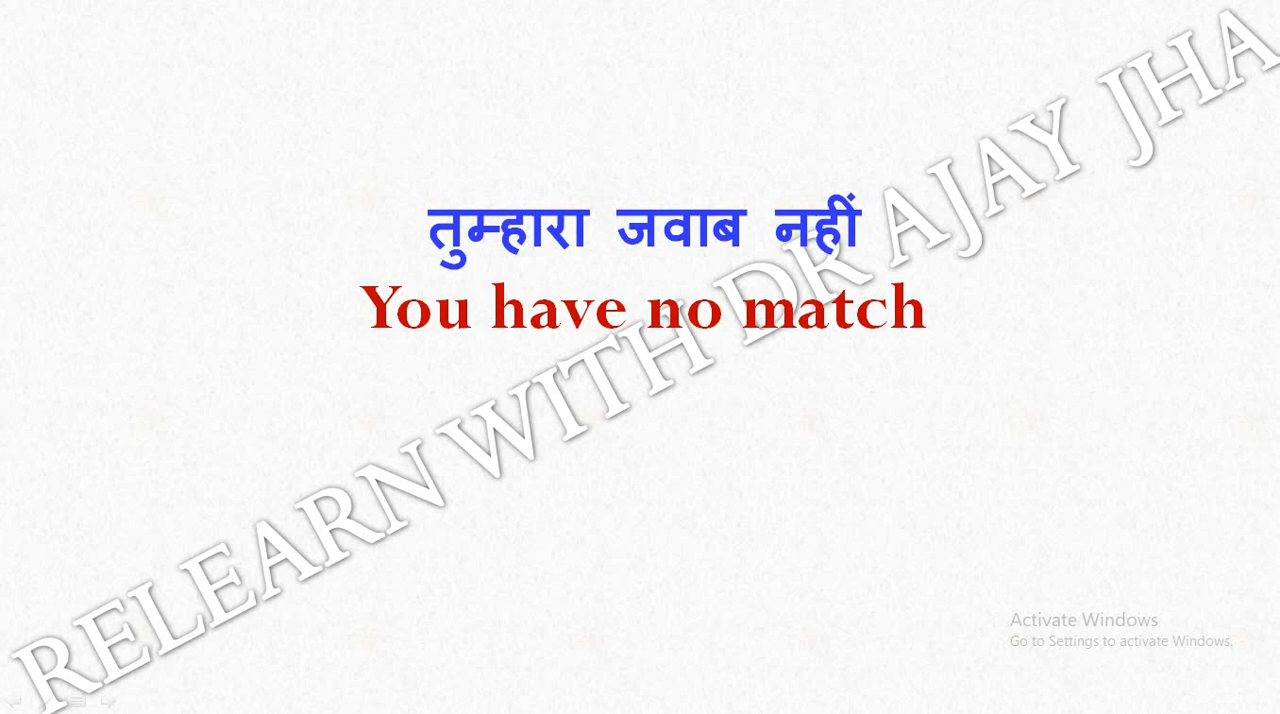 तुम्हारा जवाब नहीं
You have no match
RELEARN WITH DR AJAY JHA
Activate Windows
Go to Settings to activate Windows.